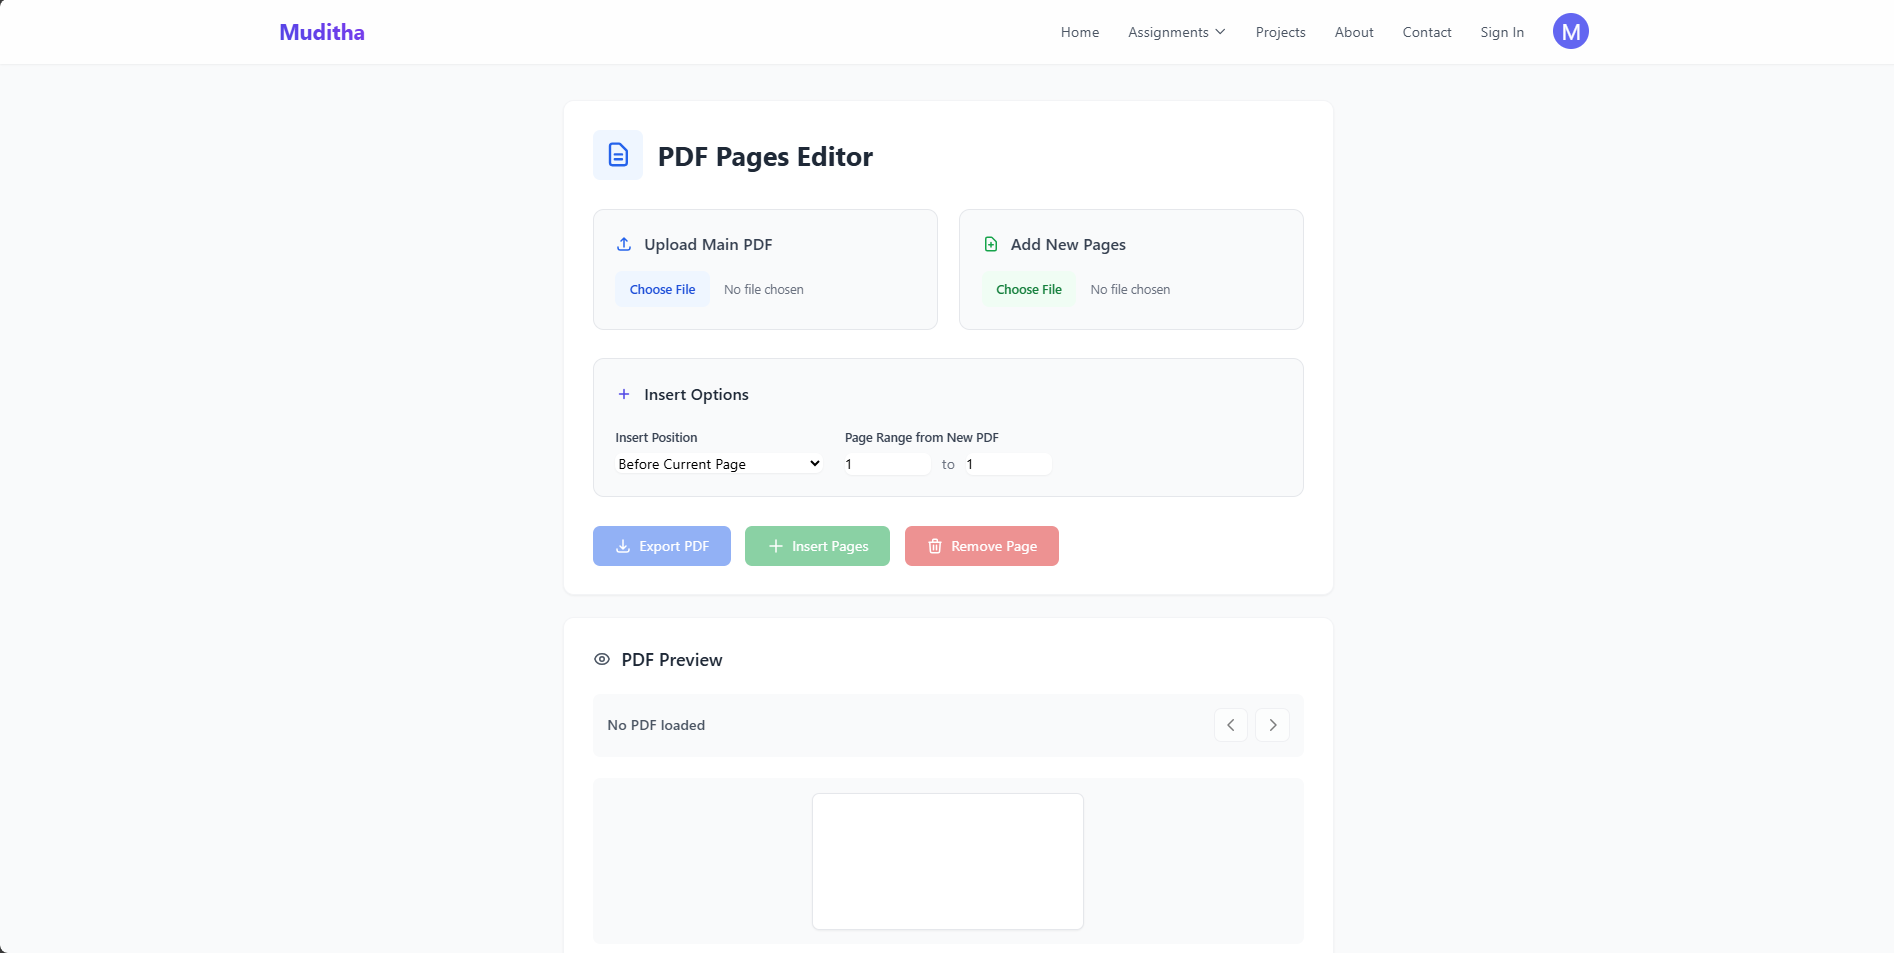 Muditha
Home Assignments Projects About Contact Sign In M
PDF Pages Editor
Upload Main PDF
Choose File No file chosen
Add New Pages
Choose File No file chosen
Insert Options
Insert Position
Before Current Page
Page Range from New PDF
1 to 1
Export PDF Insert Pages Remove Page
PDF Preview
No PDF loaded